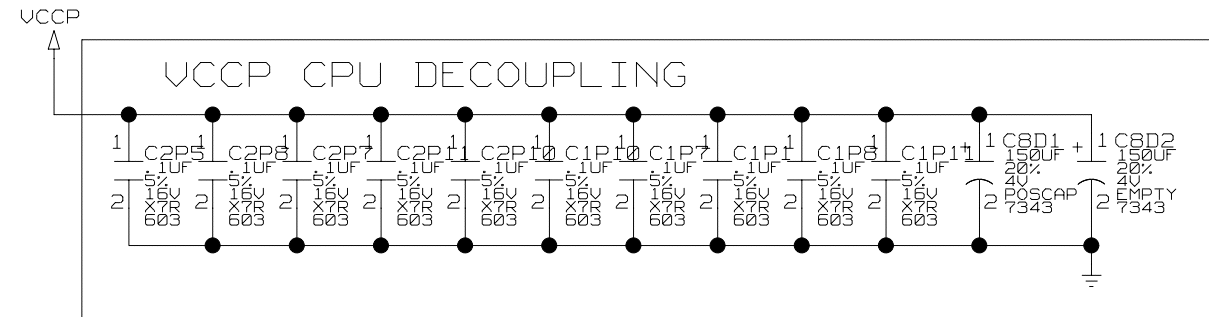 VCCP
VCCP CPU DECOUPLING
1 C2P5 1 C2P8 1 C2P7 1 C2P11 1 C2P10 1 C1P10 1 C1P7 1 C1P1 1 C1P8 1 C1P11 + 1 C8D1 + 1 C8D2
.1UF .1UF .1UF .1UF .1UF .1UF .1UF .1UF .1UF .1UF 150UF 150UF
5% 5% 5% 5% 5% 5% 5% 5% 5% 5% 20% 20%
16V 16V 16V 16V 16V 16V 16V 16V 16V 16V 4V 4V
2 X7R 2 X7R 2 X7R 2 X7R 2 X7R 2 X7R 2 X7R 2 X7R 2 X7R 2 X7R 2 POSCAP 2 EMPTY
603 603 603 603 603 603 603 603 603 603 7343 7343